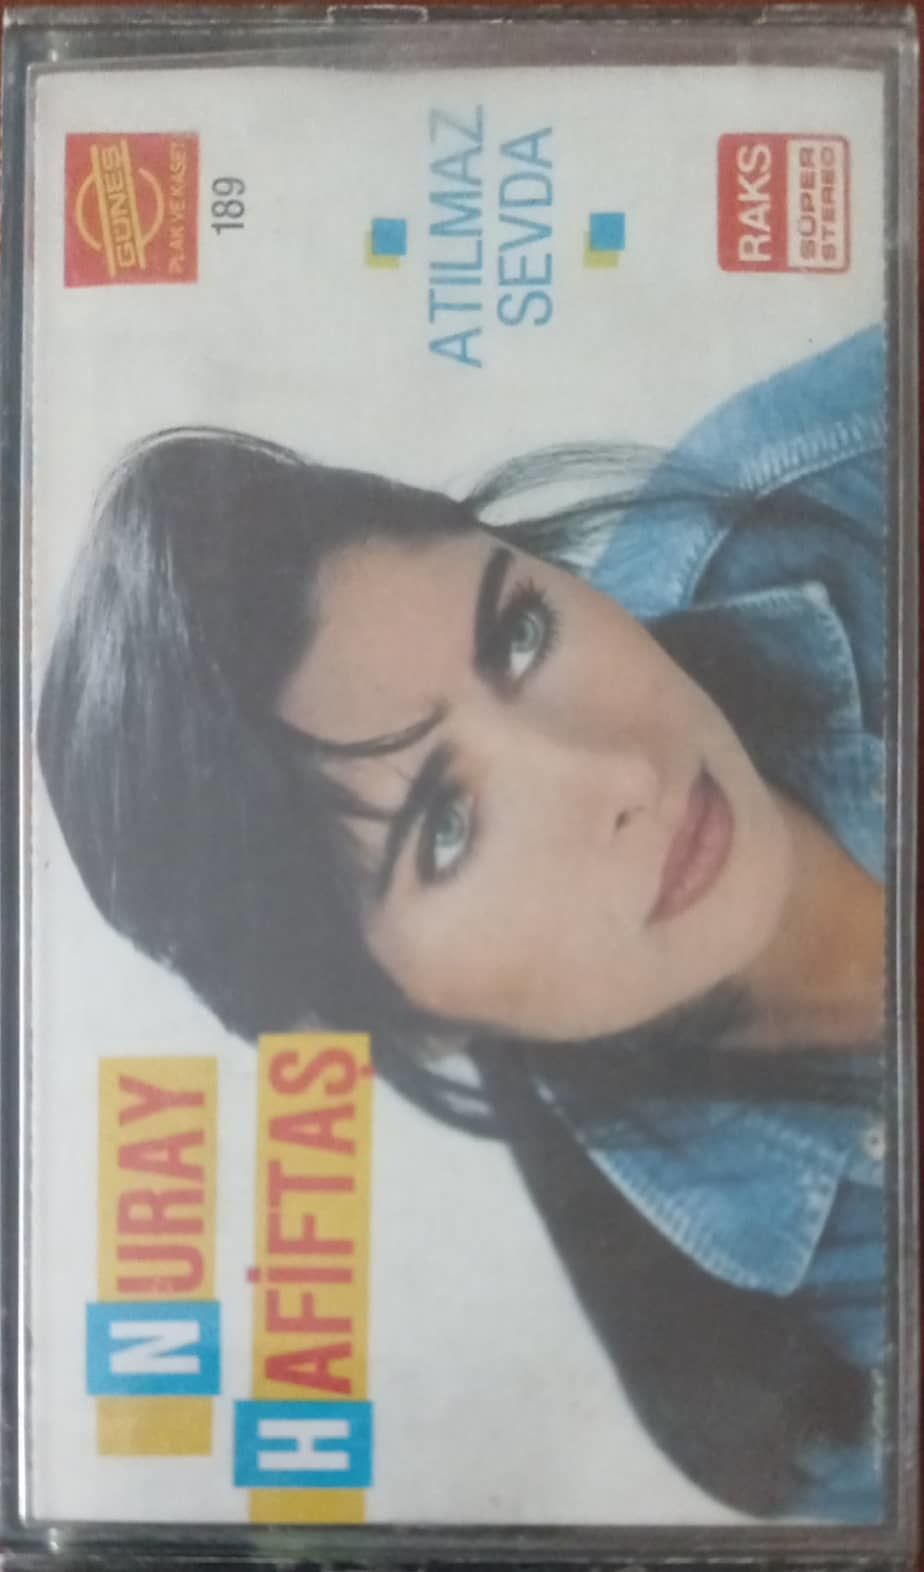 NURAY
HAFİFTAŞ
GÜNEŞ
PLAK VE KASET
189
ATILMAZ
SEVDA
RAKS
SÜPER
STEREO